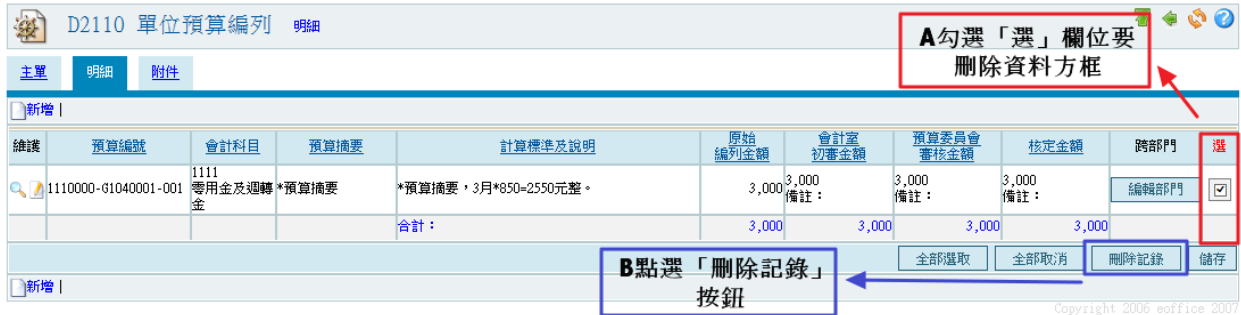 D2110 單位預算編列 明細
A勾選「選」欄位要
刪除資料方框
主單 明細 附件
新增 |
維護 預算編號 會計科目 預算摘要 計算標準及說明 原始 會計室 預算委員會 核定金額 跨部門 選
編列金額 初審金額 審核金額
1111
1110000-G1040001-001 零用金及週轉 *預算摘要 *預算摘要，3月*850=2550元整。 3,000 3,000 3,000 3,000 編輯部門
金 備註： 備註： 備註：
合計： 3,000 3,000 3,000 3,000
全部選取 全部取消 刪除記錄 儲存
B點選「刪除記錄」
按鈕
新增 |
Copyright 2006 eoffice 2007